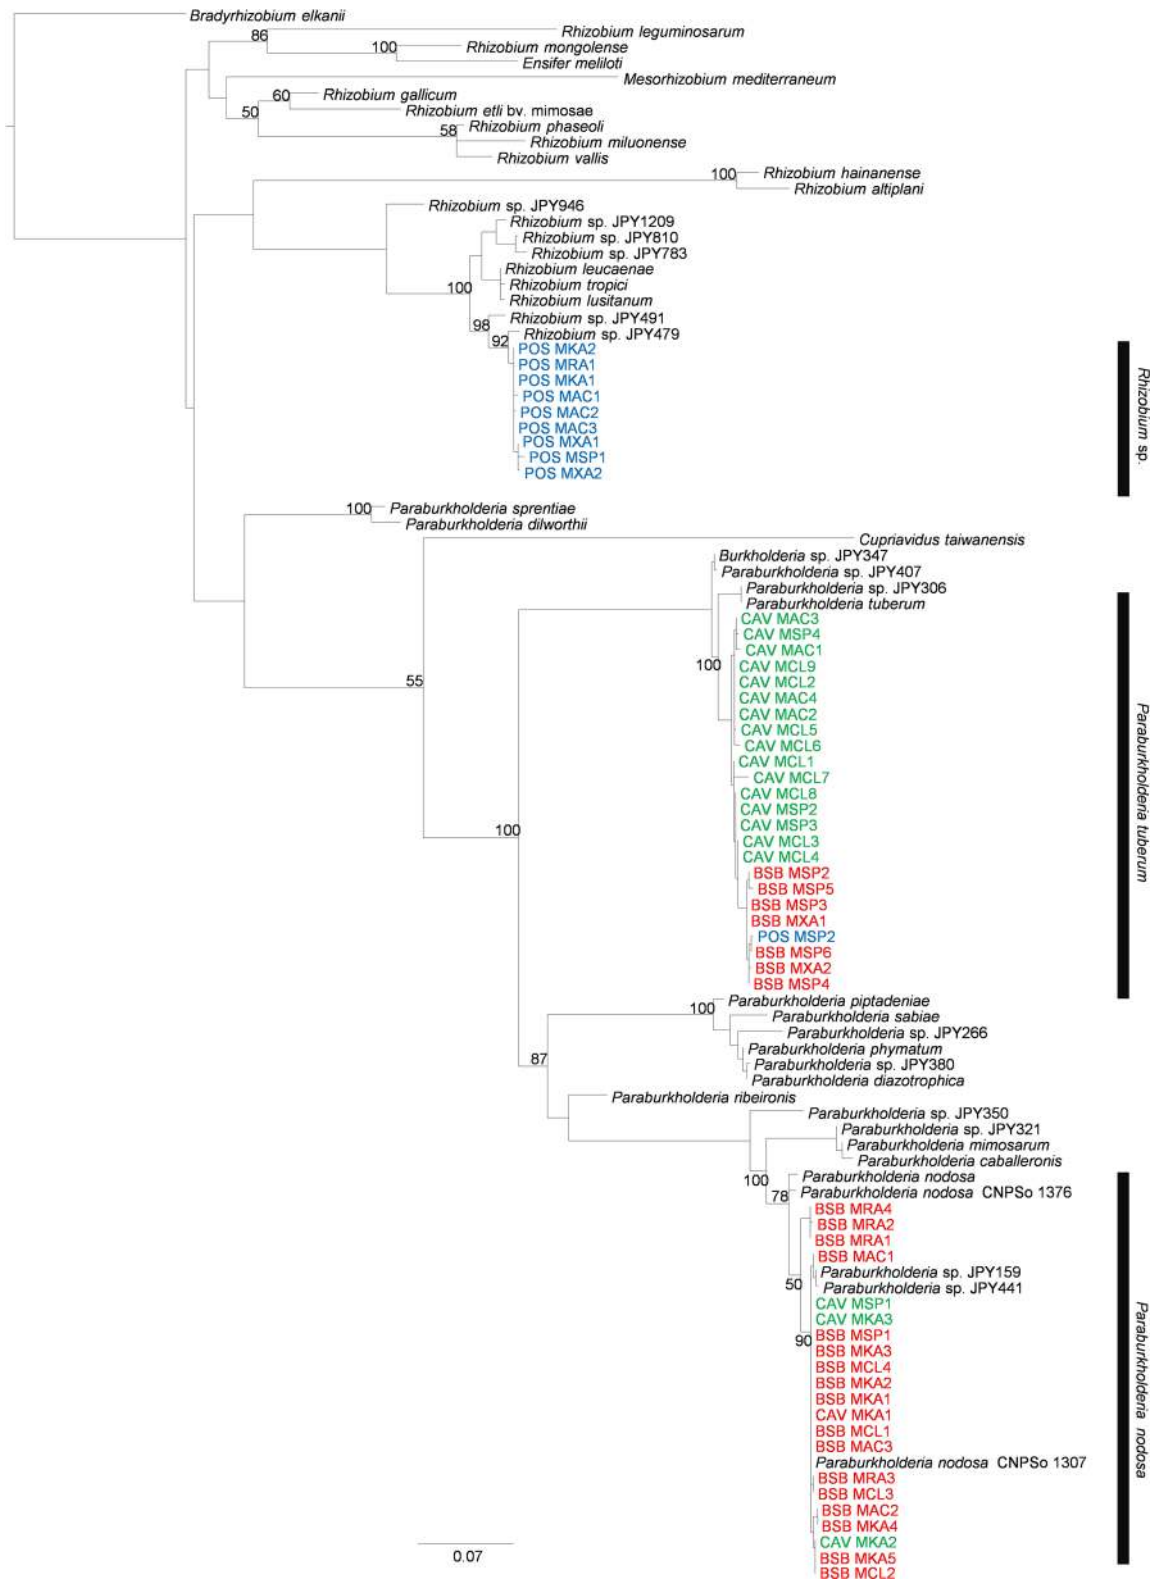 Bradyrhizobium elkanii
86
Rhizobium leguminosarum
100
Rhizobium mongolense
Ensifer meliloti
Mesorhizobium mediterraneum
60
Rhizobium gallicum
50
Rhizobium etli bv. mimosae
58
Rhizobium phaseoli
Rhizobium miluonense
Rhizobium vallis
100
Rhizobium hainanense
Rhizobium altiplani
Rhizobium sp. JPY946
Rhizobium sp. JPY1209
Rhizobium sp. JPY810
Rhizobium sp. JPY783
Rhizobium leucaenae
100
Rhizobium tropici
Rhizobium lusitanum
98
Rhizobium sp. JPY491
92
Rhizobium sp. JPY479
POS MKA2
POS MRA1
POS MKA1
POS MAC1
POS MAC2
POS MAC3
POS MXA1
POS MSP1
POS MXA2
Rhizobium sp.
100
Paraburkholderia sprentiae
Paraburkholderia dilworthii
Cupriavidus taiwanensis
Burkholderia sp. JPY347
Paraburkholderia sp. JPY407
Paraburkholderia sp. JPY306
Paraburkholderia tuberum
CAV MAC3
CAV MSP4
CAV MAC1
100
CAV MCL9
55
CAV MCL2
CAV MAC4
CAV MAC2
CAV MCL5
CAV MCL6
CAV MCL1
CAV MCL7
CAV MCL8
CAV MSP2
CAV MSP3
100
CAV MCL3
CAV MCL4
BSB MSP2
BSB MSP5
BSB MSP3
BSB MXA1
POS MSP2
BSB MSP6
BSB MXA2
BSB MSP4
Paraburkholderia tuberum
100
Paraburkholderia piptadeniae
Paraburkholderia sabiae
Paraburkholderia sp. JPY266
Paraburkholderia phymatum
87
Paraburkholderia sp. JPY380
Paraburkholderia diazotrophica
Paraburkholderia ribeironis
Paraburkholderia sp. JPY350
Paraburkholderia sp. JPY321
Paraburkholderia mimosarum
Paraburkholderia caballeronis
100
Paraburkholderia nodosa
78
Paraburkholderia nodosa CNPSo 1376
BSB MRA4
BSB MRA2
BSB MRA1
BSB MAC1
Paraburkholderia sp. JPY159
50
Paraburkholderia sp. JPY441
CAV MSP1
CAV MKA3
90
BSB MSP1
BSB MKA3
BSB MCL4
BSB MKA2
BSB MKA1
CAV MKA1
BSB MCL1
BSB MAC3
Paraburkholderia nodosa CNPSo 1307
BSB MRA3
BSB MCL3
BSB MAC2
BSB MKA4
CAV MKA2
BSB MKA5
BSB MCL2
Paraburkholderia nodosa
0.07